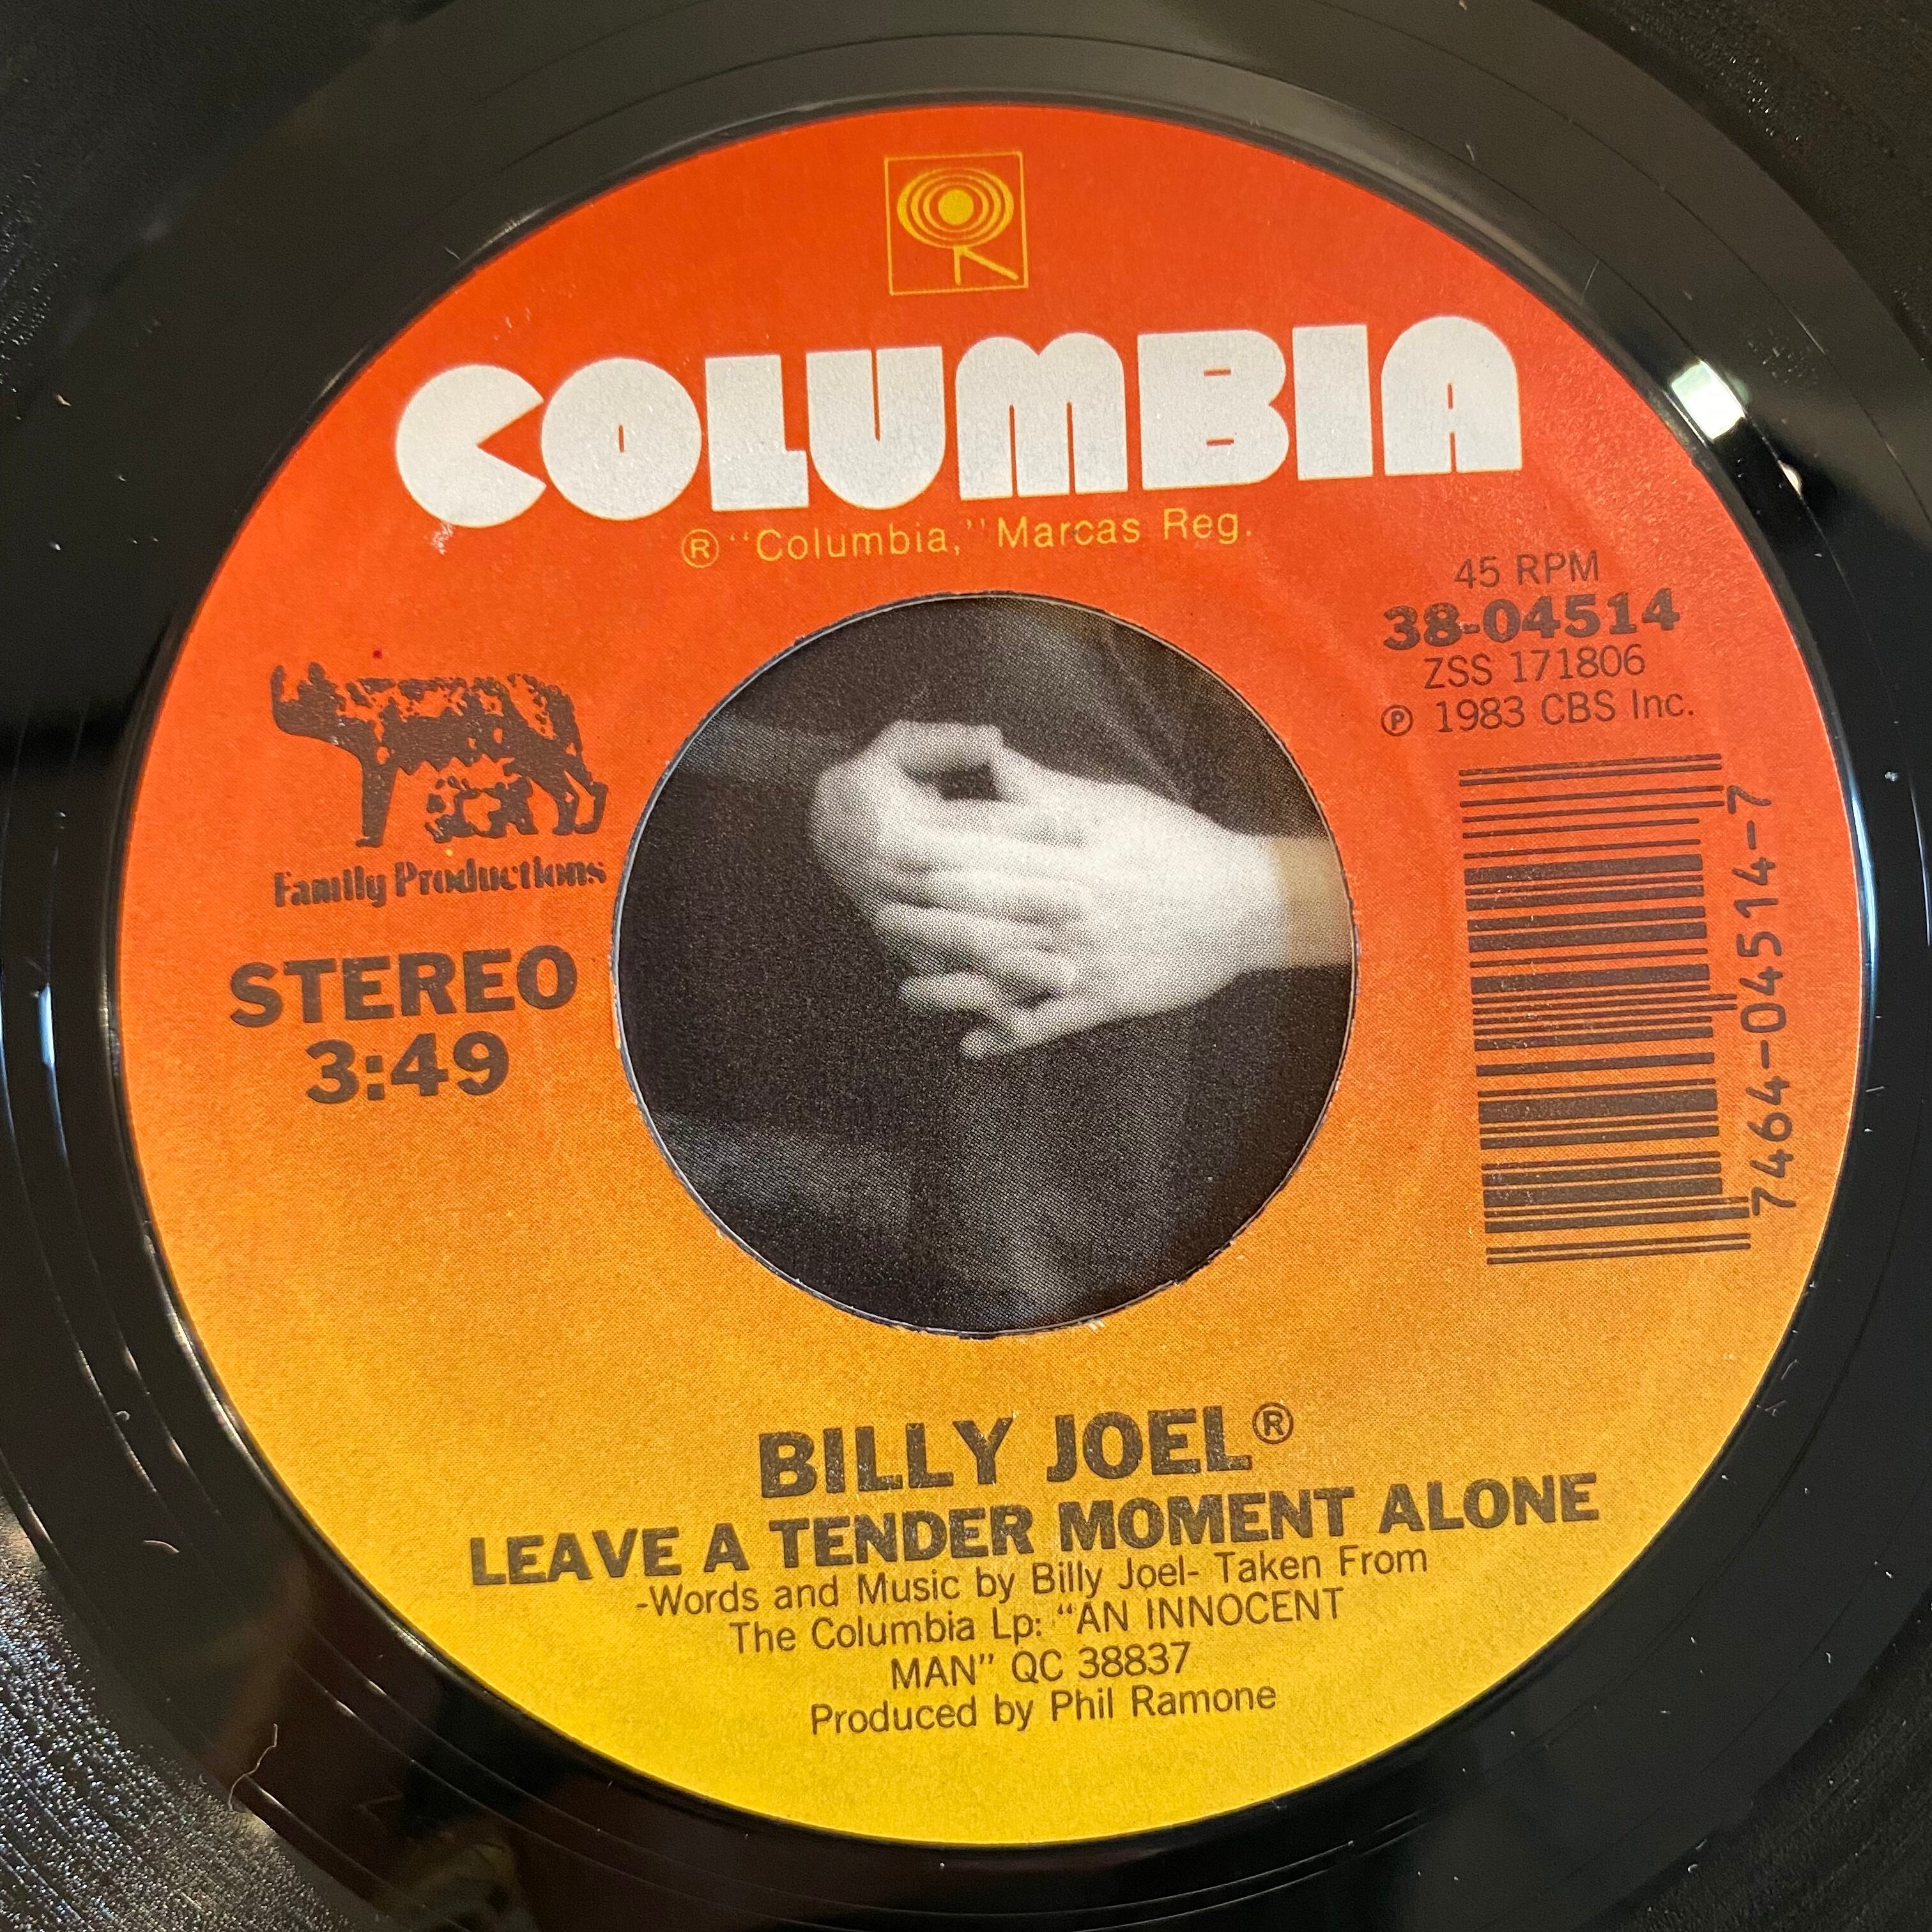 COLUMBIA
® "Columbia," Marcas Reg.
45 RPM
38-04514
ZSS 171806
℗ 1983 CBS Inc.
Family Productions
STEREO
3:49
7464-04514-7
BILLY JOEL®
LEAVE A TENDER MOMENT ALONE
-Words and Music by Billy Joel- Taken From
The Columbia Lp: "AN INNOCENT
MAN" QC 38837
Produced by Phil Ramone